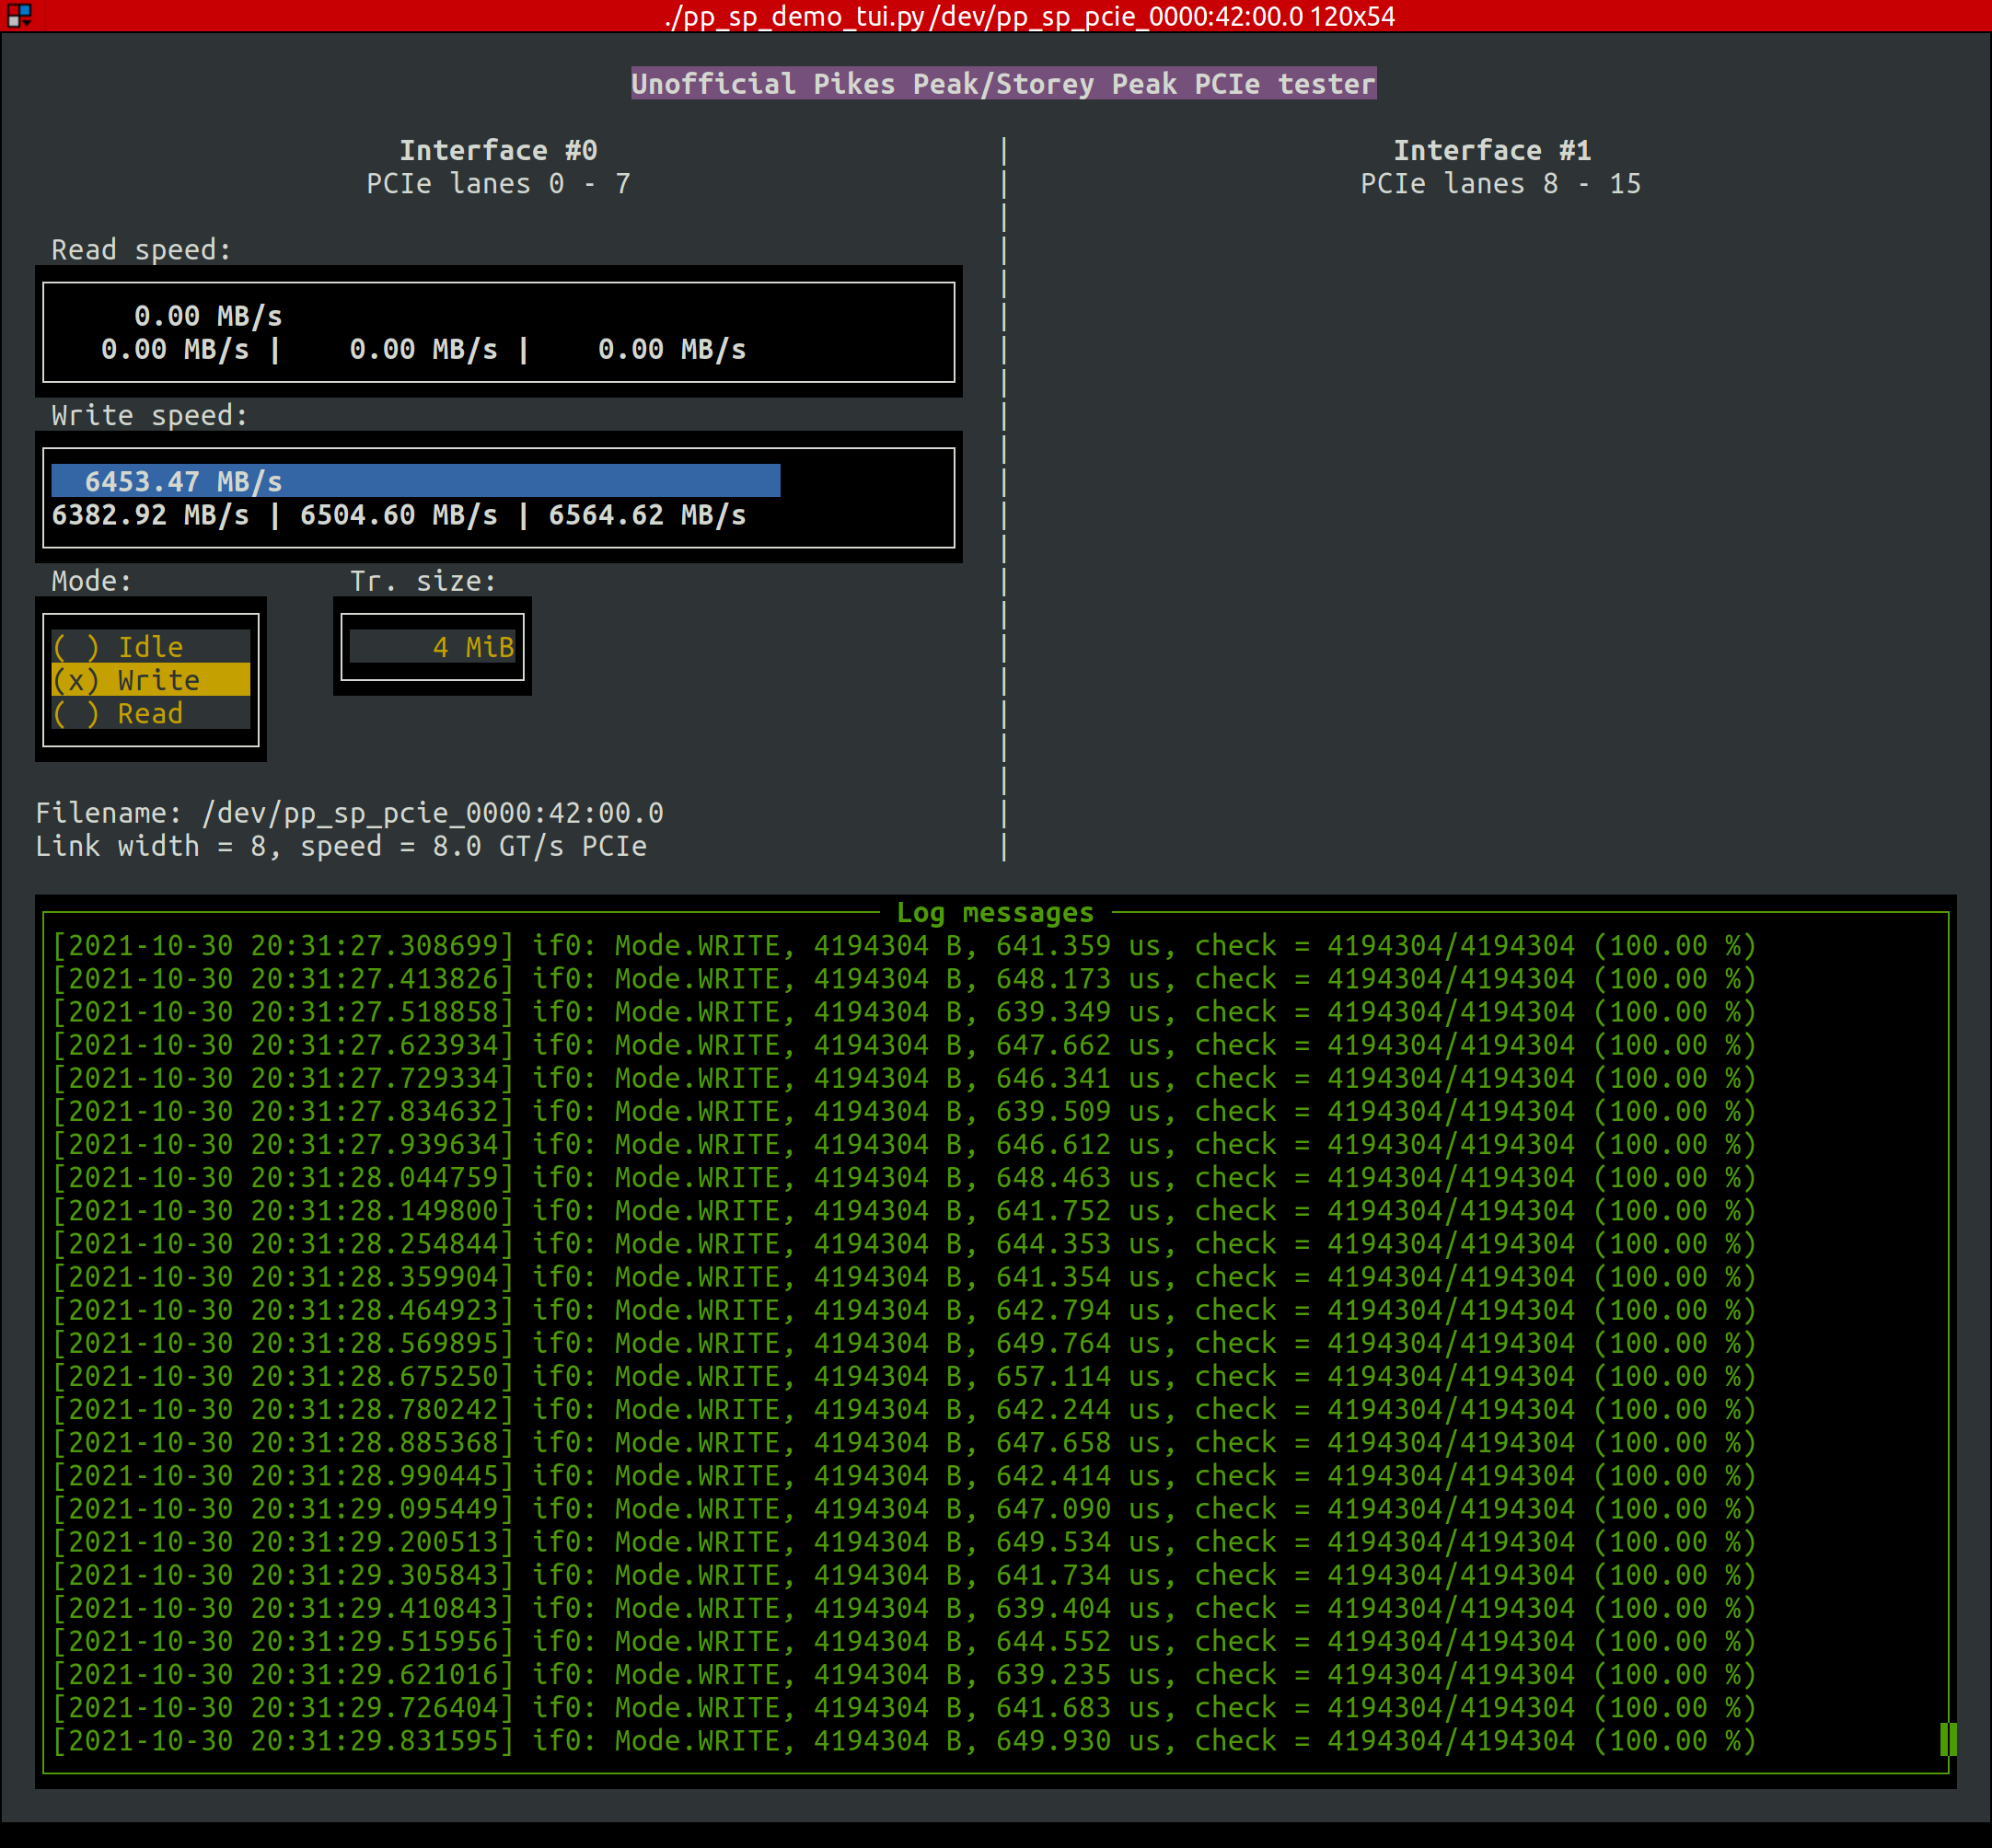 ./pp_sp_demo_tui.py /dev/pp_sp_pcie_0000:42:00.0 120x54
Unofficial Pikes Peak/Storey Peak PCIe tester
Interface #0
PCIe lanes 0 - 7
Read speed:
0.00 MB/s
0.00 MB/s | 0.00 MB/s | 0.00 MB/s
Write speed:
6453.47 MB/s
6382.92 MB/s | 6504.60 MB/s | 6564.62 MB/s
Mode:
( ) Idle
(x) Write
( ) Read
Tr. size:
4 MiB
Filename: /dev/pp_sp_pcie_0000:42:00.0
Link width = 8, speed = 8.0 GT/s PCIe
Interface #1
PCIe lanes 8 - 15
Log messages
[2021-10-30 20:31:27.308699] if0: Mode.WRITE, 4194304 B, 641.359 us, check = 4194304/4194304 (100.00 %)
[2021-10-30 20:31:27.413826] if0: Mode.WRITE, 4194304 B, 648.173 us, check = 4194304/4194304 (100.00 %)
[2021-10-30 20:31:27.518858] if0: Mode.WRITE, 4194304 B, 639.349 us, check = 4194304/4194304 (100.00 %)
[2021-10-30 20:31:27.623934] if0: Mode.WRITE, 4194304 B, 647.662 us, check = 4194304/4194304 (100.00 %)
[2021-10-30 20:31:27.729334] if0: Mode.WRITE, 4194304 B, 646.341 us, check = 4194304/4194304 (100.00 %)
[2021-10-30 20:31:27.834632] if0: Mode.WRITE, 4194304 B, 639.509 us, check = 4194304/4194304 (100.00 %)
[2021-10-30 20:31:27.939634] if0: Mode.WRITE, 4194304 B, 646.612 us, check = 4194304/4194304 (100.00 %)
[2021-10-30 20:31:28.044759] if0: Mode.WRITE, 4194304 B, 648.463 us, check = 4194304/4194304 (100.00 %)
[2021-10-30 20:31:28.149800] if0: Mode.WRITE, 4194304 B, 641.752 us, check = 4194304/4194304 (100.00 %)
[2021-10-30 20:31:28.254844] if0: Mode.WRITE, 4194304 B, 644.353 us, check = 4194304/4194304 (100.00 %)
[2021-10-30 20:31:28.359904] if0: Mode.WRITE, 4194304 B, 641.354 us, check = 4194304/4194304 (100.00 %)
[2021-10-30 20:31:28.464923] if0: Mode.WRITE, 4194304 B, 642.794 us, check = 4194304/4194304 (100.00 %)
[2021-10-30 20:31:28.569895] if0: Mode.WRITE, 4194304 B, 649.764 us, check = 4194304/4194304 (100.00 %)
[2021-10-30 20:31:28.675250] if0: Mode.WRITE, 4194304 B, 657.114 us, check = 4194304/4194304 (100.00 %)
[2021-10-30 20:31:28.780242] if0: Mode.WRITE, 4194304 B, 642.244 us, check = 4194304/4194304 (100.00 %)
[2021-10-30 20:31:28.885368] if0: Mode.WRITE, 4194304 B, 647.658 us, check = 4194304/4194304 (100.00 %)
[2021-10-30 20:31:28.990445] if0: Mode.WRITE, 4194304 B, 642.414 us, check = 4194304/4194304 (100.00 %)
[2021-10-30 20:31:29.095449] if0: Mode.WRITE, 4194304 B, 647.090 us, check = 4194304/4194304 (100.00 %)
[2021-10-30 20:31:29.200513] if0: Mode.WRITE, 4194304 B, 649.534 us, check = 4194304/4194304 (100.00 %)
[2021-10-30 20:31:29.305843] if0: Mode.WRITE, 4194304 B, 641.734 us, check = 4194304/4194304 (100.00 %)
[2021-10-30 20:31:29.410843] if0: Mode.WRITE, 4194304 B, 639.404 us, check = 4194304/4194304 (100.00 %)
[2021-10-30 20:31:29.515956] if0: Mode.WRITE, 4194304 B, 644.552 us, check = 4194304/4194304 (100.00 %)
[2021-10-30 20:31:29.621016] if0: Mode.WRITE, 4194304 B, 639.235 us, check = 4194304/4194304 (100.00 %)
[2021-10-30 20:31:29.726404] if0: Mode.WRITE, 4194304 B, 641.683 us, check = 4194304/4194304 (100.00 %)
[2021-10-30 20:31:29.831595] if0: Mode.WRITE, 4194304 B, 649.930 us, check = 4194304/4194304 (100.00 %)